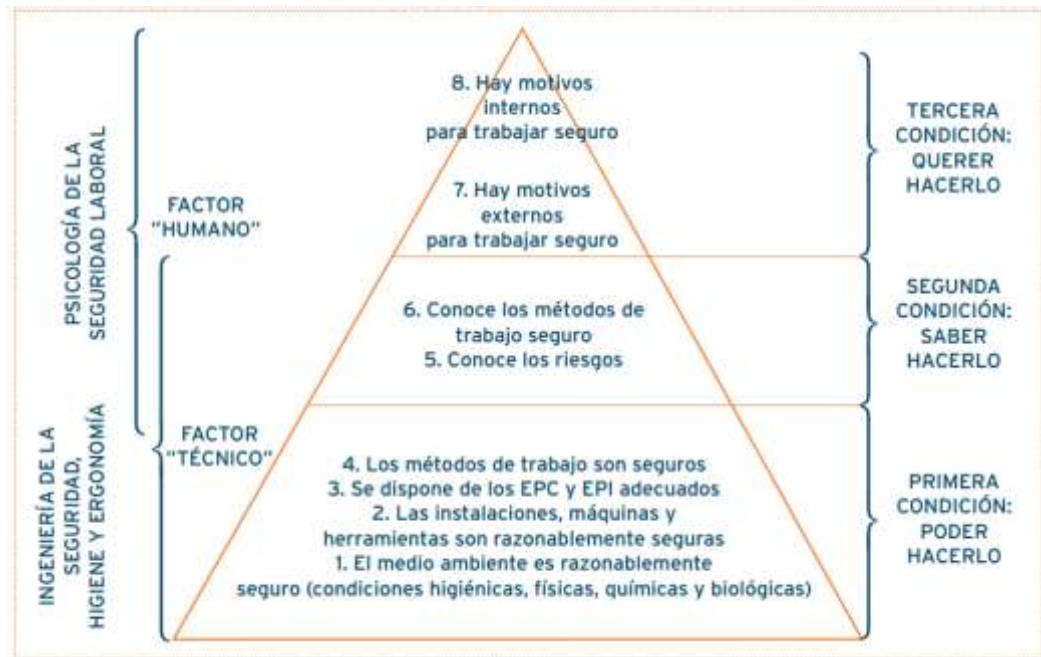 PSICOLOGÍA DE LA
SEGURIDAD LABORAL
INGENIERÍA DE LA
SEGURIDAD,
HIGIENE Y ERGONOMÍA
FACTOR
"HUMANO"
FACTOR
"TÉCNICO"
8. Hay motivos
internos
para trabajar seguro
7. Hay motivos
externos
para trabajar seguro
6. Conoce los métodos de
trabajo seguro
5. Conoce los riesgos
4. Los métodos de trabajo son seguros
3. Se dispone de los EPC y EPI adecuados
2. Las instalaciones, máquinas y
herramientas son razonablemente seguras
1. El medio ambiente es razonablemente
seguro (condiciones higiénicas, físicas, químicas y biológicas)
TERCERA
CONDICIÓN:
QUERER
HACERLO
SEGUNDA
CONDICIÓN:
SABER
HACERLO
PRIMERA
CONDICIÓN:
PODER
HACERLO